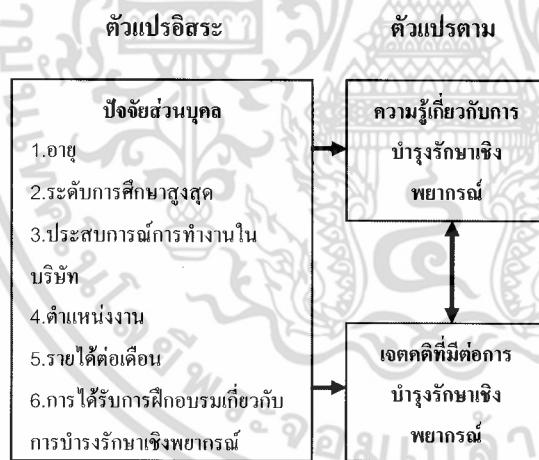 ตัวแปรอิสระ
ตัวแปรตาม
ปัจจัยส่วนบุคล
1.อายุ
2.ระดับการศึกษาสูงสุด
3.ประสบการณ์การทำงานใน
บริษัท
4.ตำแหน่งงาน
5.รายได้ต่อเดือน
6.การได้รับการฝึกอบรมเกี่ยวกับ
การบำรุงรักษาเชิงพยากรณ์
ความรู้เกี่ยวกับการ
บำรุงรักษาเชิง
พยากรณ์
เจตคติที่มีต่อการ
บำรุงรักษาเชิง
พยากรณ์